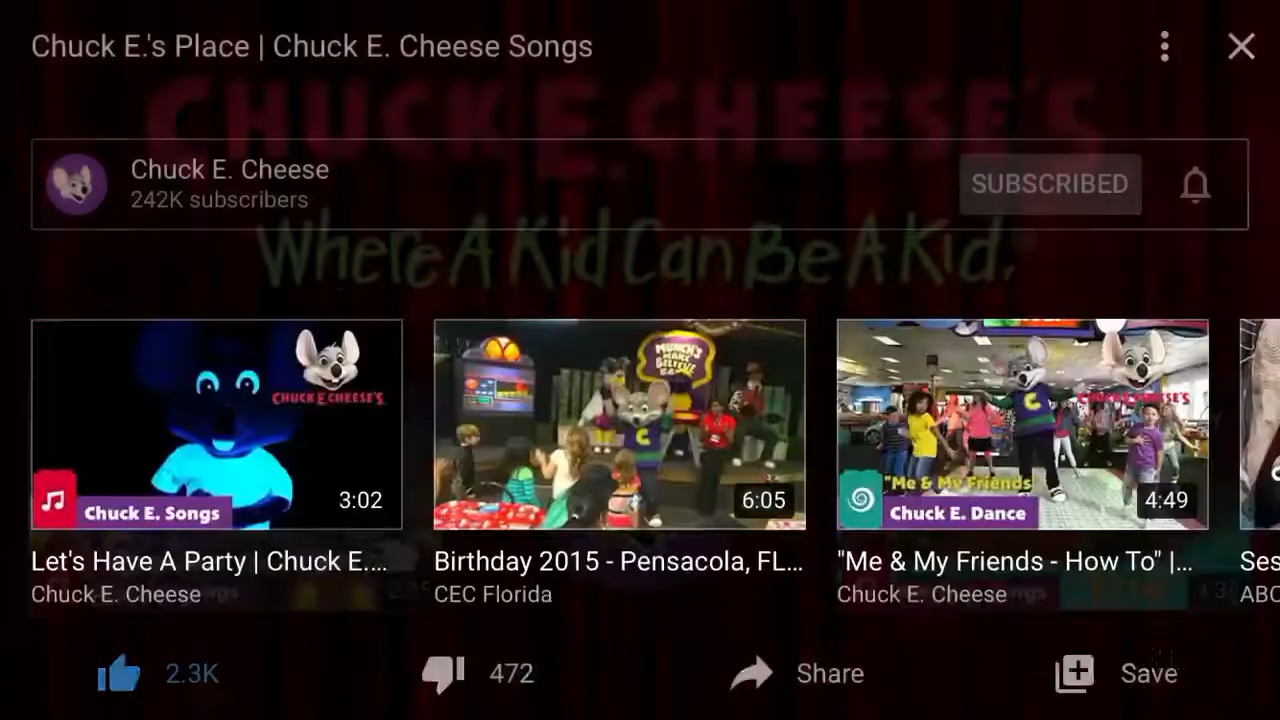 Chuck E.'s Place | Chuck E. Cheese Songs
CHUCK E. CHEESE'S
Chuck E. Cheese
242K subscribers
SUBSCRIBED
Where A Kid Can Be A Kid.
CHUCK E. CHEESE'S
Chuck E. Songs
3:02
MUNCH'S
MAKE
BELIEVE
BAND
C
6:05
CHUCK E. CHEESE'S
C
"Me & My Friends
Chuck E. Dance
4:49
Let's Have A Party | Chuck E....
Chuck E. Cheese
Birthday 2015 - Pensacola, FL...
CEC Florida
"Me & My Friends - How To" |...
Chuck E. Cheese
Ses
ABC
2.3K
472
Share
Save